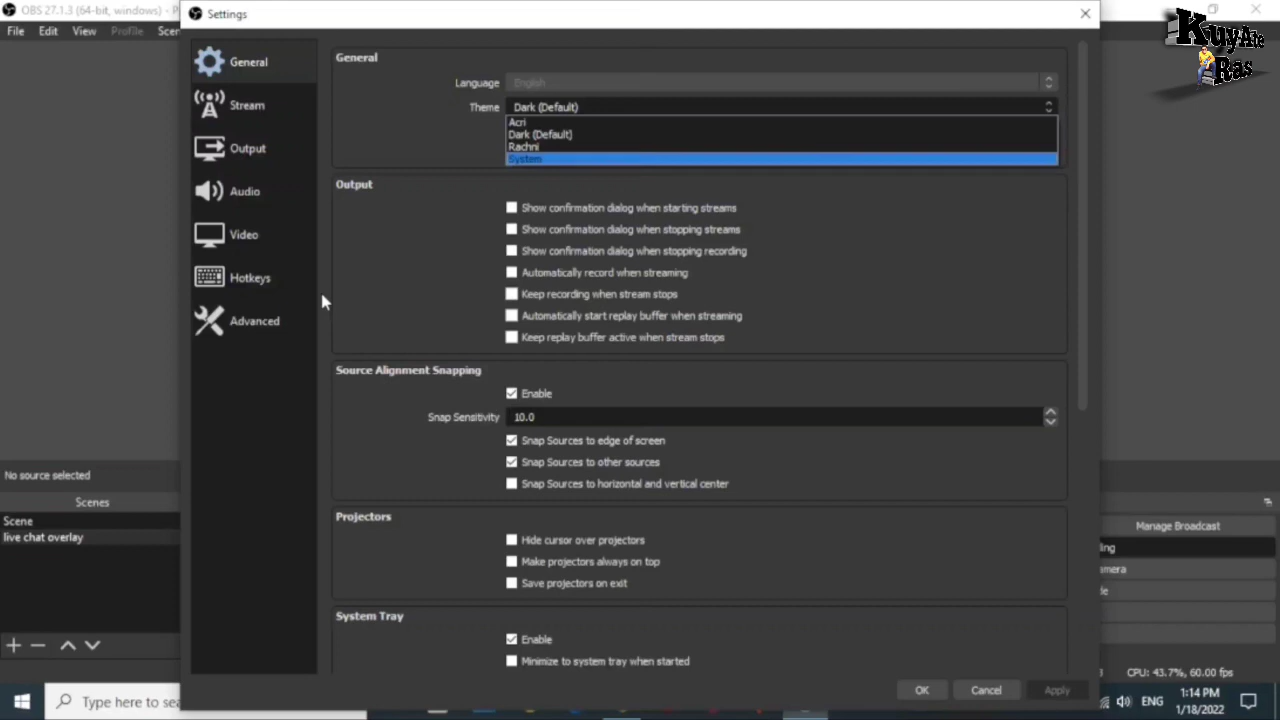 OBS 27.1.3 (64-bit, windows) - P
Settings
KuyAte
Ras
File Edit View Profile Scen
General
Stream
Output
Audio
Video
Hotkeys
Advanced
General
Language English
Theme Dark (Default)
Acri
Dark (Default)
Rachni
System
Output
Show confirmation dialog when starting streams
Show confirmation dialog when stopping streams
Show confirmation dialog when stopping recording
Automatically record when streaming
Keep recording when stream stops
Automatically start replay buffer when streaming
Keep replay buffer active when stream stops
Source Alignment Snapping
Enable
Snap Sensitivity 10.0
Snap Sources to edge of screen
Snap Sources to other sources
Snap Sources to horizontal and vertical center
Projectors
Hide cursor over projectors
Make projectors always on top
Save projectors on exit
System Tray
Enable
Minimize to system tray when started
OK Cancel Apply
No source selected
Scenes
Scene
live chat overlay
Manage Broadcast
ing
amera
de
3 CPU: 43.7%, 60.00 fps
Type here to sea
ENG
1:14 PM
1/18/2022